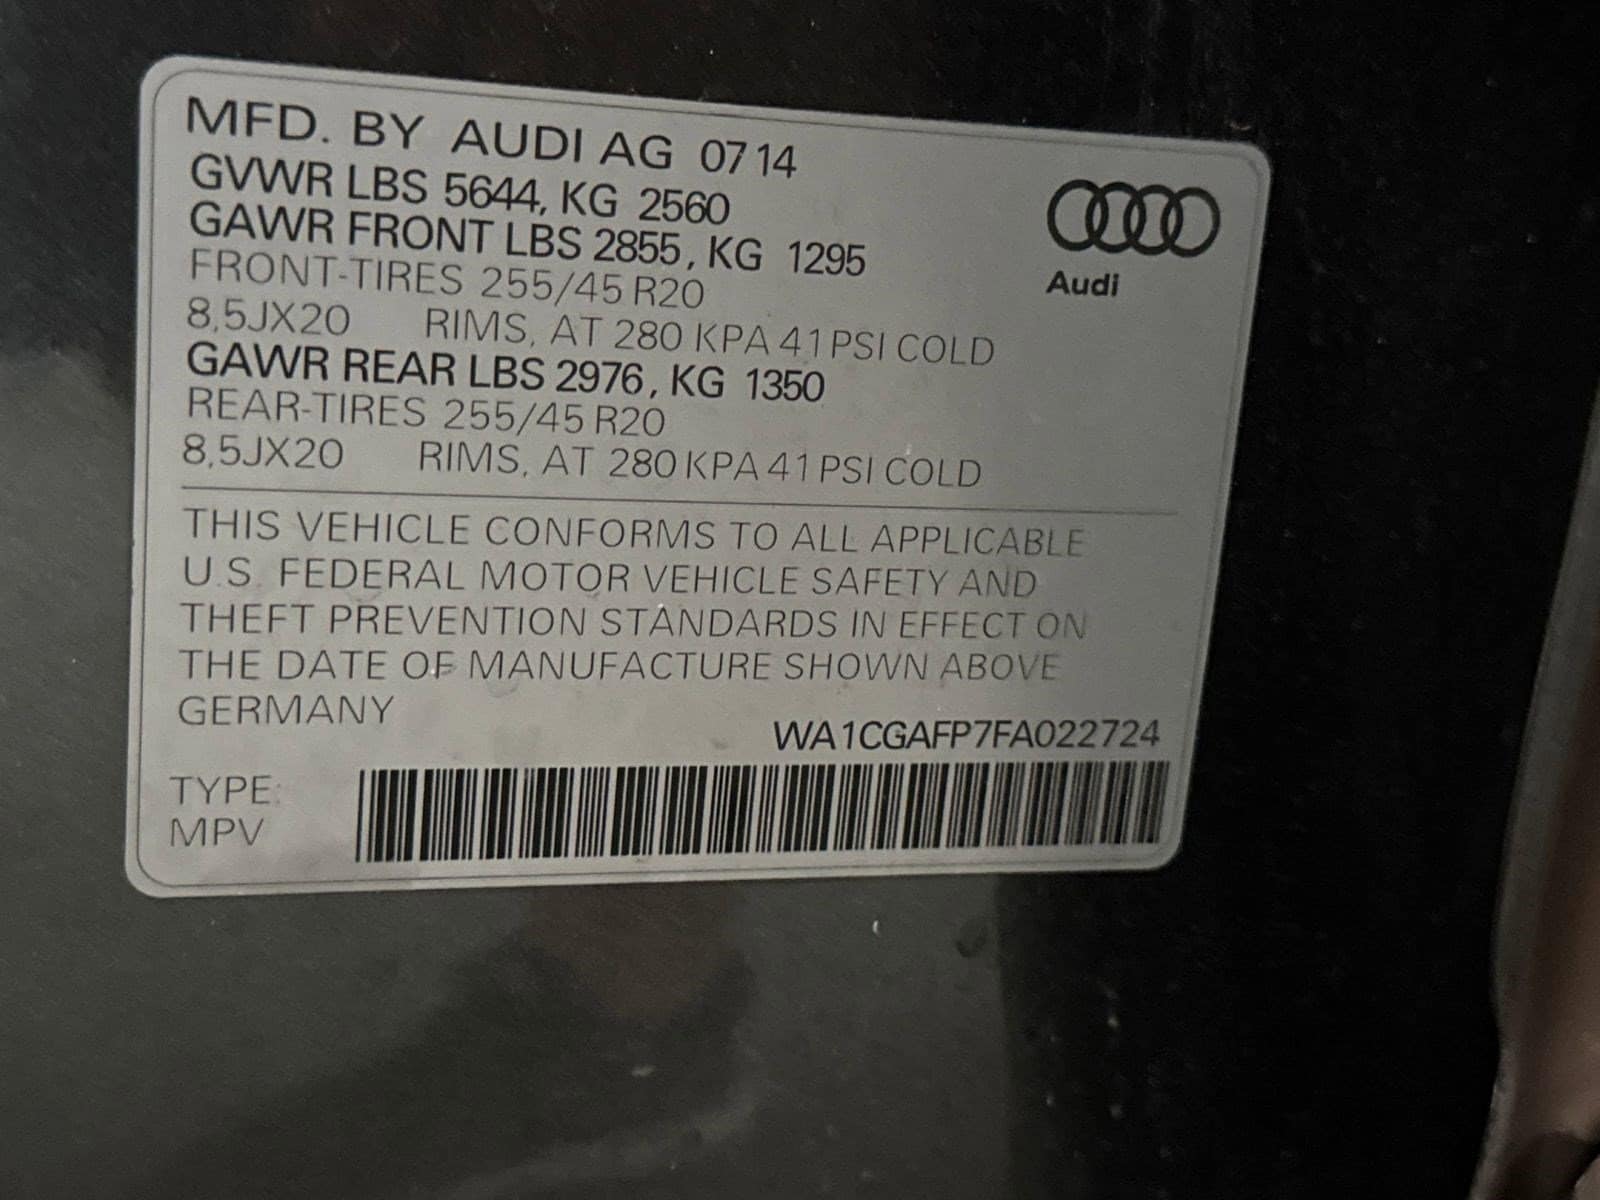 MFD. BY AUDI AG 07 14
GVWR LBS 5644, KG 2560
GAWR FRONT LBS 2855, KG 1295
FRONT-TIRES 255/45 R20
8,5JX20 RIMS, AT 280 KPA 41 PSI COLD
GAWR REAR LBS 2976, KG 1350
REAR-TIRES 255/45 R20
8,5JX20 RIMS, AT 280 KPA 41 PSI COLD
Audi
THIS VEHICLE CONFORMS TO ALL APPLICABLE
U.S. FEDERAL MOTOR VEHICLE SAFETY AND
THEFT PREVENTION STANDARDS IN EFFECT ON
THE DATE OF MANUFACTURE SHOWN ABOVE
GERMANY
WA1CGAFP7FA022724
TYPE:
MPV